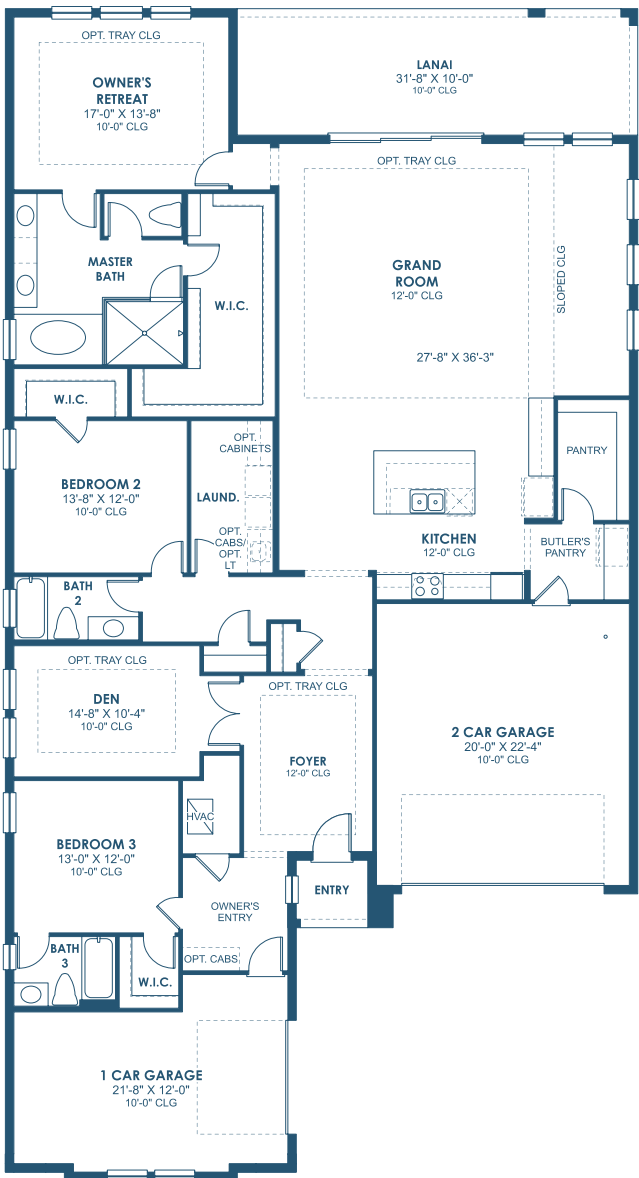 OPT. TRAY CLG
OWNER'S
RETREAT
17'-0" X 13'-8"
10'-0" CLG
LANAI
31'-8" X 10'-0"
10'-0" CLG
OPT. TRAY CLG
GRAND
ROOM
12'-0" CLG
27'-8" X 36'-3"
SLOPED CLG
MASTER
BATH
W.I.C.
W.I.C.
OPT.
CABINETS
PANTRY
BEDROOM 2
13'-8" X 12'-0"
10'-0" CLG
LAUND.
OPT.
CABS/
OPT.
LT
KITCHEN
12'-0" CLG
BUTLER'S
PANTRY
BATH
2
OPT. TRAY CLG
DEN
14'-8" X 10'-4"
10'-0" CLG
OPT. TRAY CLG
FOYER
12'-0" CLG
2 CAR GARAGE
20'-0" X 22'-4"
10'-0" CLG
HVAC
BEDROOM 3
13'-0" X 12'-0"
10'-0" CLG
OWNER'S
ENTRY
ENTRY
BATH
3
OPT. CABS
W.I.C.
1 CAR GARAGE
21'-8" X 12'-0"
10'-0" CLG